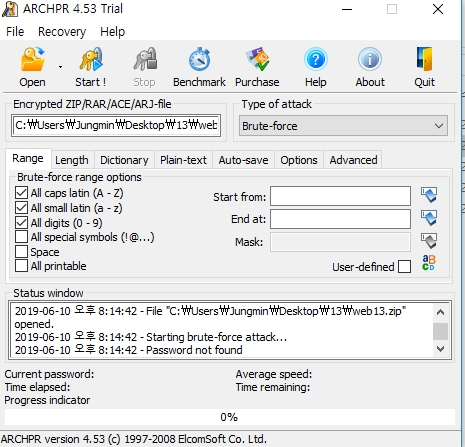 ARCHPR 4.53 Trial
File Recovery Help
Open Start ! Stop Benchmark Purchase Help About Quit
Encrypted ZIP/RAR/ACE/ARJ-file
Type of attack
C:₩Users₩Jungmin₩Desktop₩13₩web
Brute-force
Range Length Dictionary Plain-text Auto-save Options Advanced
Brute-force range options
All caps latin (A - Z)
Start from:
All small latin (a - z)
All digits (0 - 9)
End at:
All special symbols (!@...)
Mask:
Space
All printable
User-defined
Status window
2019-06-10 오후 8:14:42 - File "C:₩Users₩Jungmin₩Desktop₩13₩web13.zip"
opened.
2019-06-10 오후 8:14:42 - Starting brute-force attack...
2019-06-10 오후 8:14:42 - Password not found
Current password:
Average speed:
Time elapsed:
Time remaining:
Progress indicator
0%
ARCHPR version 4.53 (c) 1997-2008 ElcomSoft Co. Ltd.